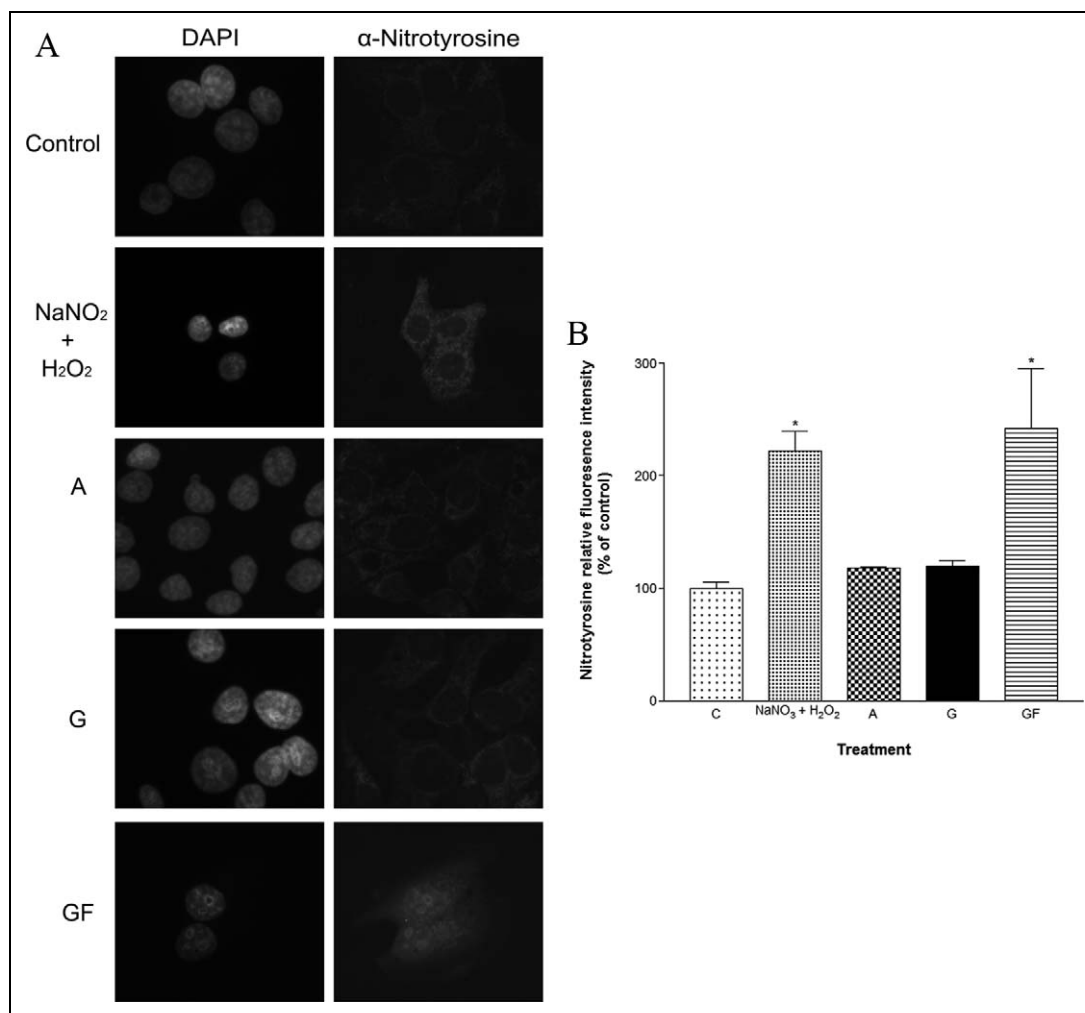 A
DAPI α-Nitrotyrosine
Control
NaNO₂
+
H₂O₂
A
G
GF
B
Nitrotyrosine relative fluoresence intensity
(% of control)
300
200
100
0
*
*
C NaNO₃ + H₂O₂ A G GF
Treatment